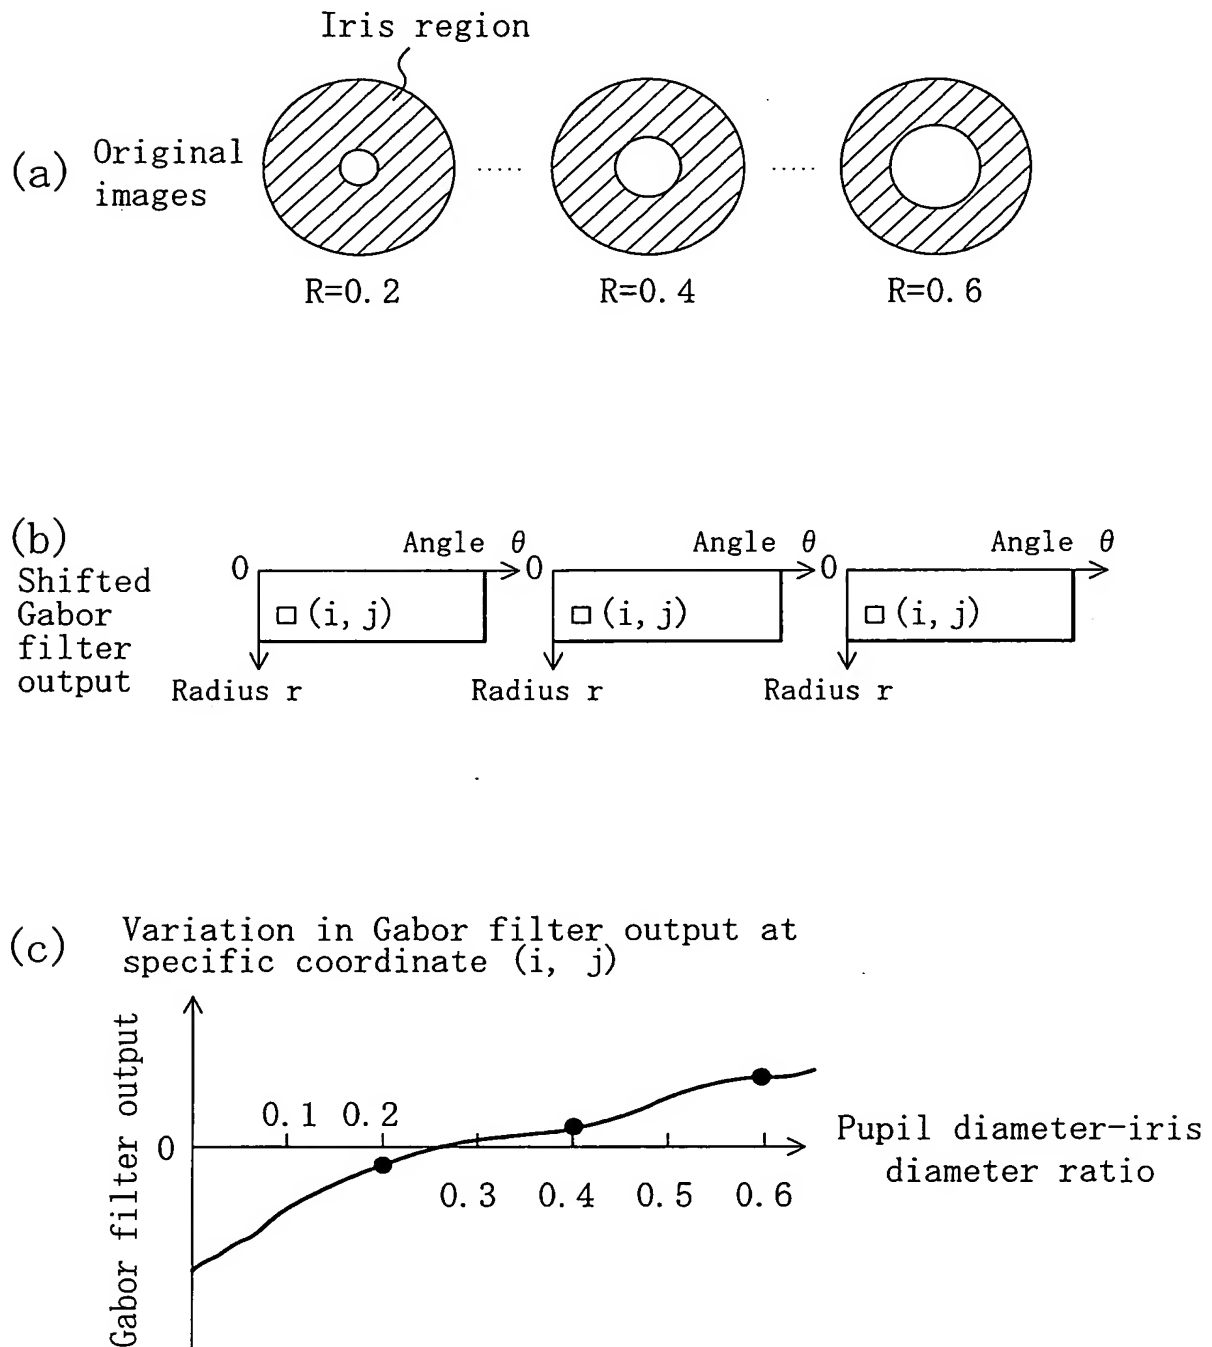 Iris region
(a) Original
images
R=0.2
R=0.4
R=0.6
(b)
Shifted
Gabor
filter
output
Angle θ
0
(i, j)
Radius r
Angle θ
0
(i, j)
Radius r
Angle θ
0
(i, j)
Radius r
(c)
Variation in Gabor filter output at
specific coordinate (i, j)
Gabor filter output
0
0.1 0.2
0.3 0.4 0.5 0.6
Pupil diameter-iris
diameter ratio